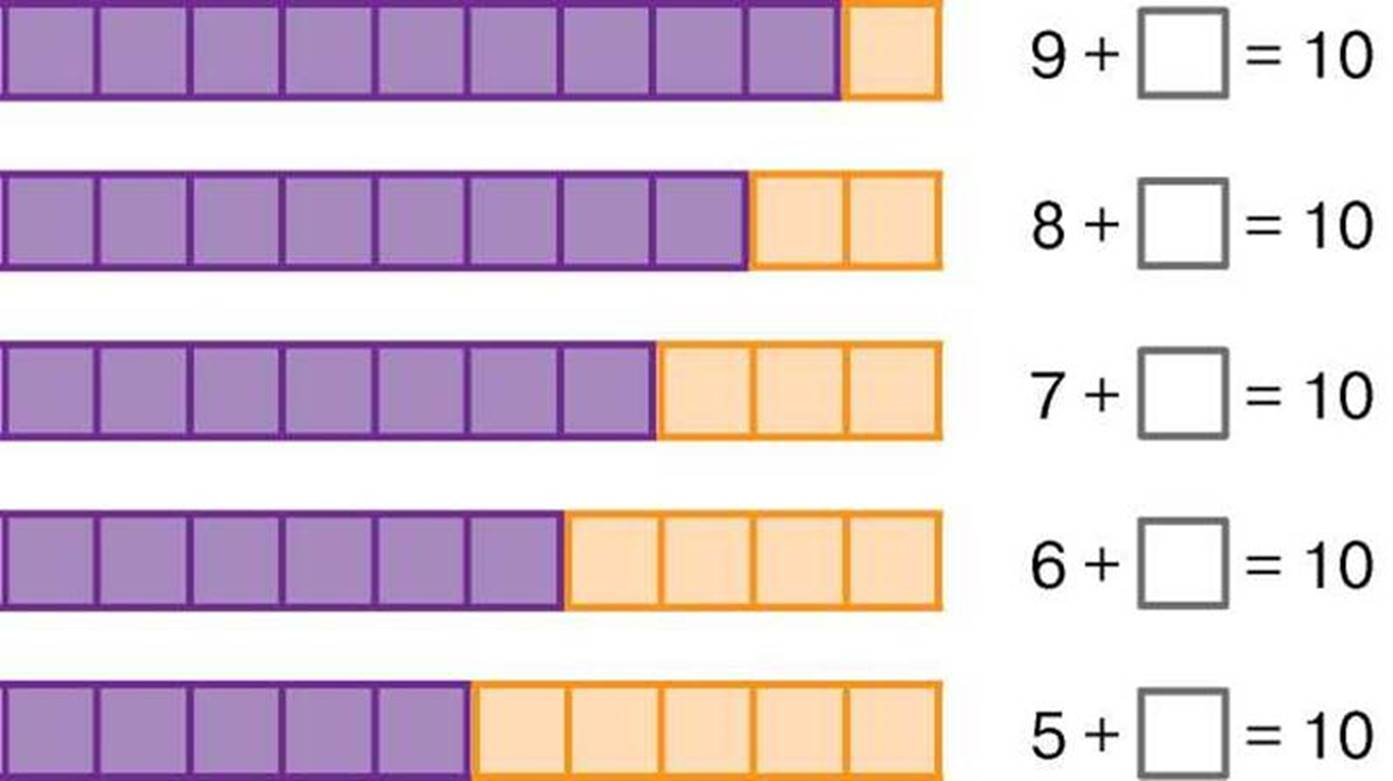 9 + □ = 10
8 + □ = 10
7 + □ = 10
6 + □ = 10
5 + □ = 10